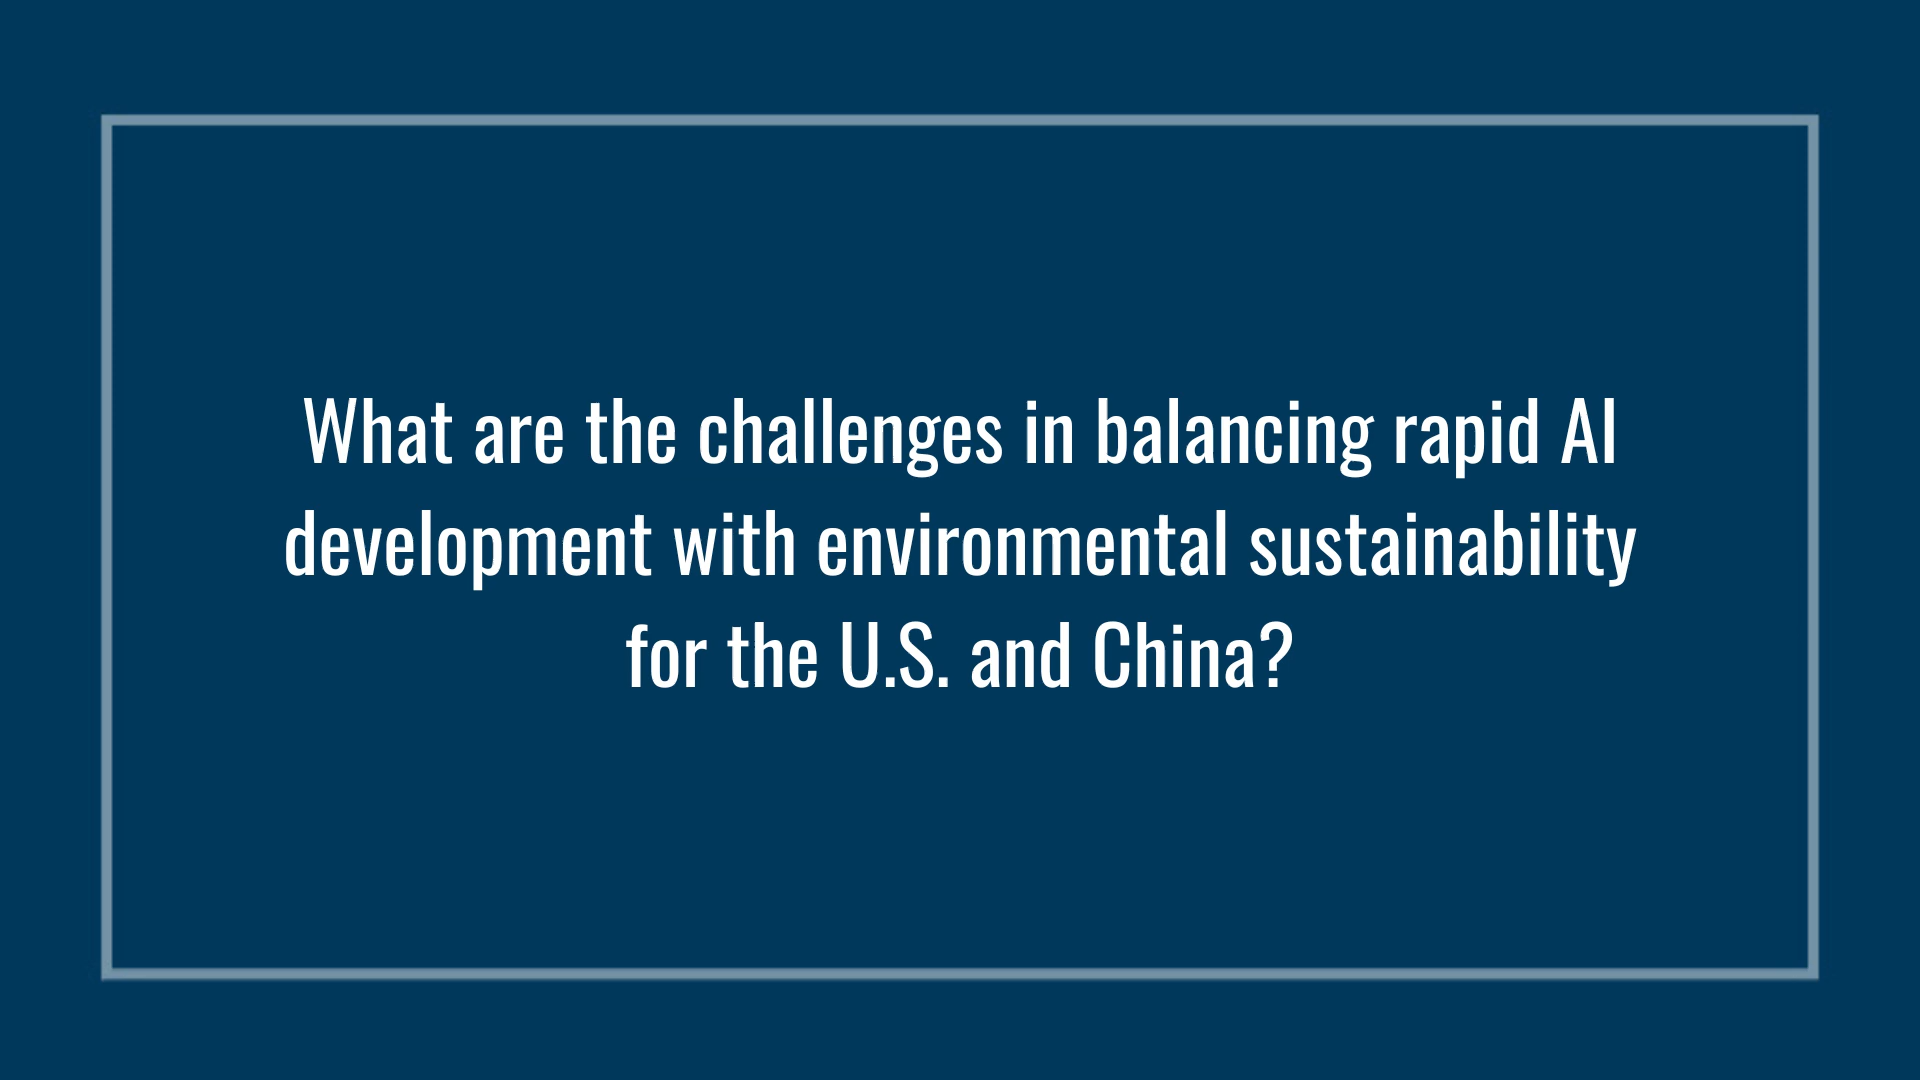 What are the challenges in balancing rapid AI
development with environmental sustainability
for the U.S. and China?